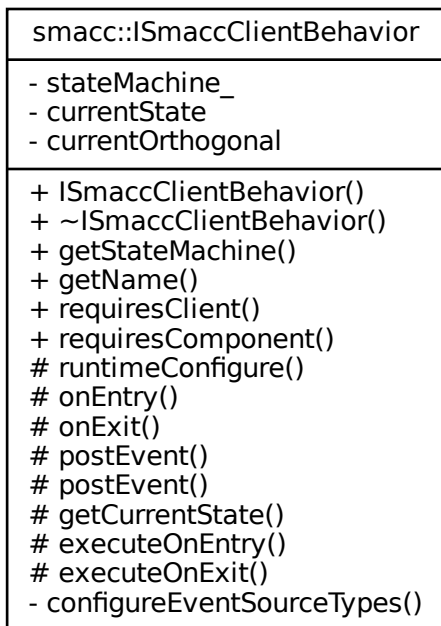 smacc::ISmaccClientBehavior
- stateMachine_
- currentState
- currentOrthogonal
+ ISmaccClientBehavior()
+ ~ISmaccClientBehavior()
+ getStateMachine()
+ getName()
+ requiresClient()
+ requiresComponent()
# runtimeConfigure()
# onEntry()
# onExit()
# postEvent()
# postEvent()
# getCurrentState()
# executeOnEntry()
# executeOnExit()
- configureEventSourceTypes()